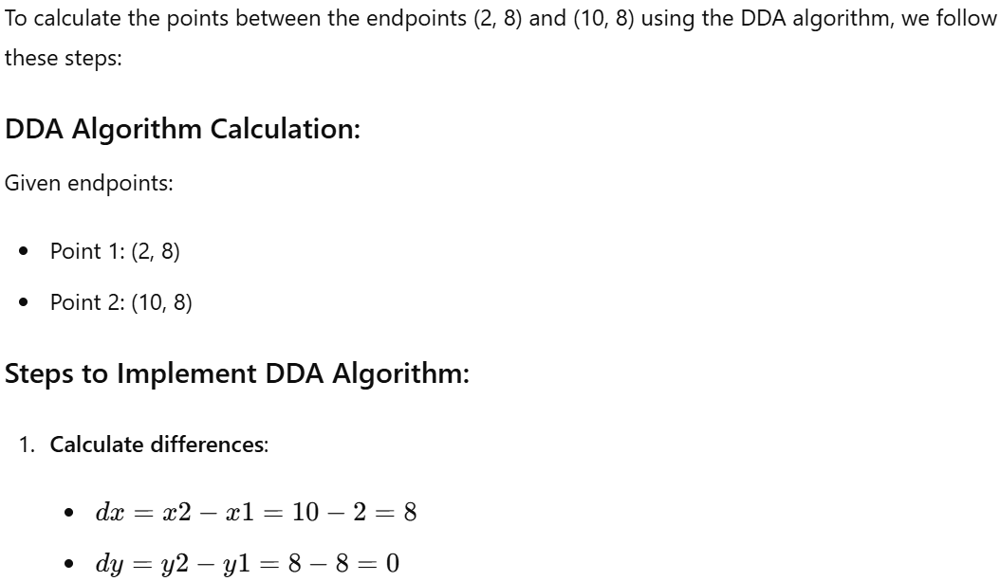 To calculate the points between the endpoints (2, 8) and (10, 8) using the DDA algorithm, we follow
these steps:
DDA Algorithm Calculation:
Given endpoints:
• Point 1: (2, 8)
• Point 2: (10, 8)
Steps to Implement DDA Algorithm:
1. Calculate differences:
• dx = x2 − x1 = 10 − 2 = 8
• dy = y2 − y1 = 8 − 8 = 0